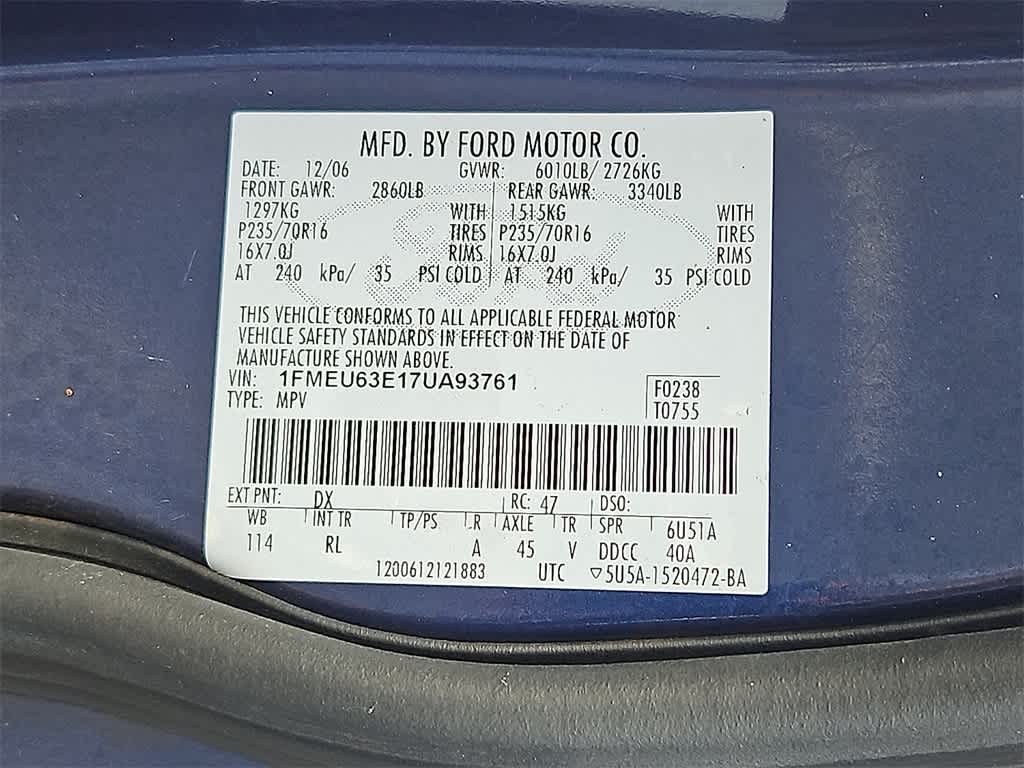 MFD. BY FORD MOTOR CO.
DATE: 12/06 GVWR: 6010LB/ 2726KG
FRONT GAWR: 2860LB REAR GAWR: 3340LB
1297KG WITH 1515KG WITH
P235/70R16 TIRES P235/70R16 TIRES
16X7.0J RIMS 16X7.0J RIMS
AT 240 kPa/ 35 PSI COLD AT 240 kPa/ 35 PSI COLD
THIS VEHICLE CONFORMS TO ALL APPLICABLE FEDERAL MOTOR
VEHICLE SAFETY STANDARDS IN EFFECT ON THE DATE OF
MANUFACTURE SHOWN ABOVE.
VIN: 1FMEU63E17UA93761 F0238
TYPE: MPV T0755
EXT PNT: DX RC: 47 DSO:
WB INT TR TP/PS R AXLE TR SPR 6U51A
114 RL A 45 V DDCC 40A
1200612121883 UTC ▽5U5A-1520472-BA